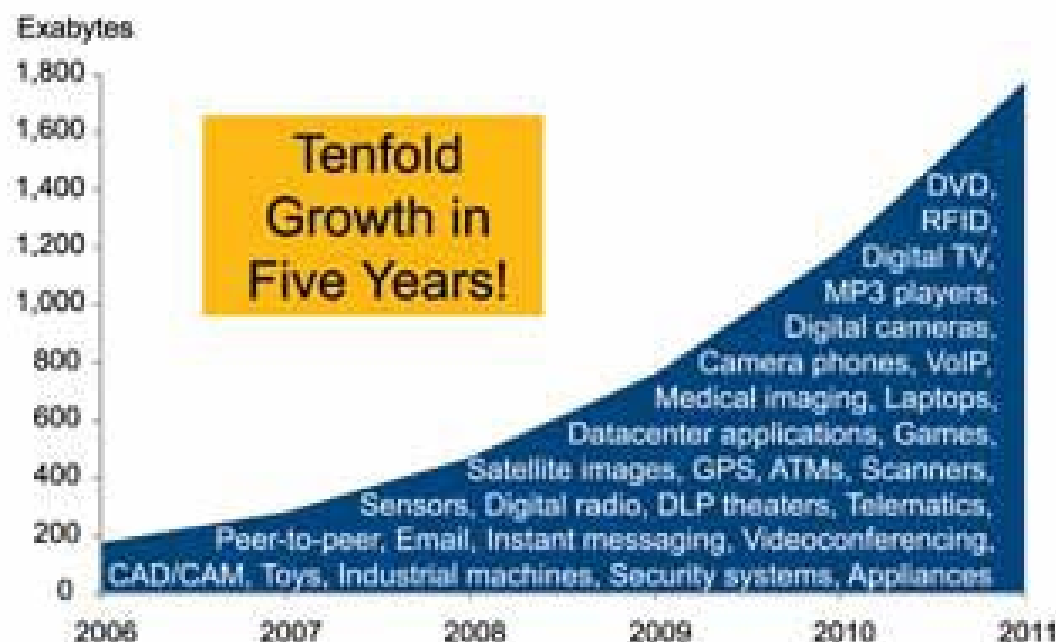 Exabytes
1,800
1,600
1,400
1,200
1,000
800
600
400
200
0
Tenfold
Growth in
Five Years!
DVD,
RFID,
Digital TV,
MP3 players,
Digital cameras,
Camera phones, VoIP,
Medical imaging, Laptops,
Datacenter applications, Games,
Satellite images, GPS, ATMs, Scanners,
Sensors, Digital radio, DLP theaters, Telematics,
Peer-to-peer, Email, Instant messaging, Videoconferencing,
CAD/CAM, Toys, Industrial machines, Security systems, Appliances
2006 2007 2008 2009 2010 2011